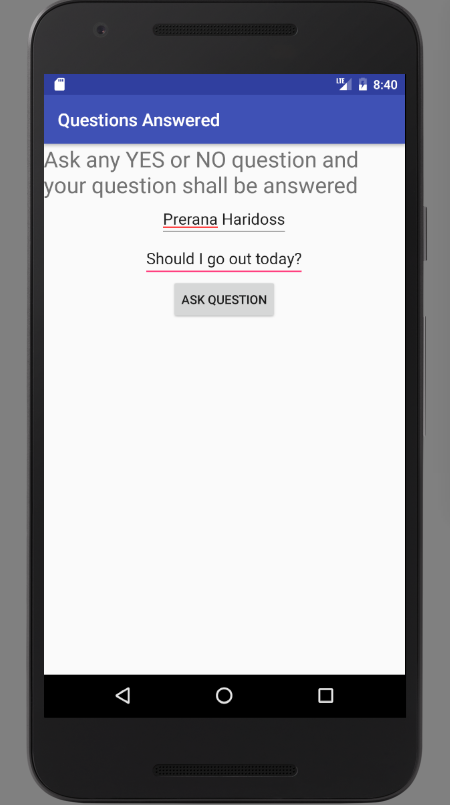 LTE 8:40
Questions Answered
Ask any YES or NO question and
your question shall be answered
Prerana Haridoss
Should I go out today?
ASK QUESTION